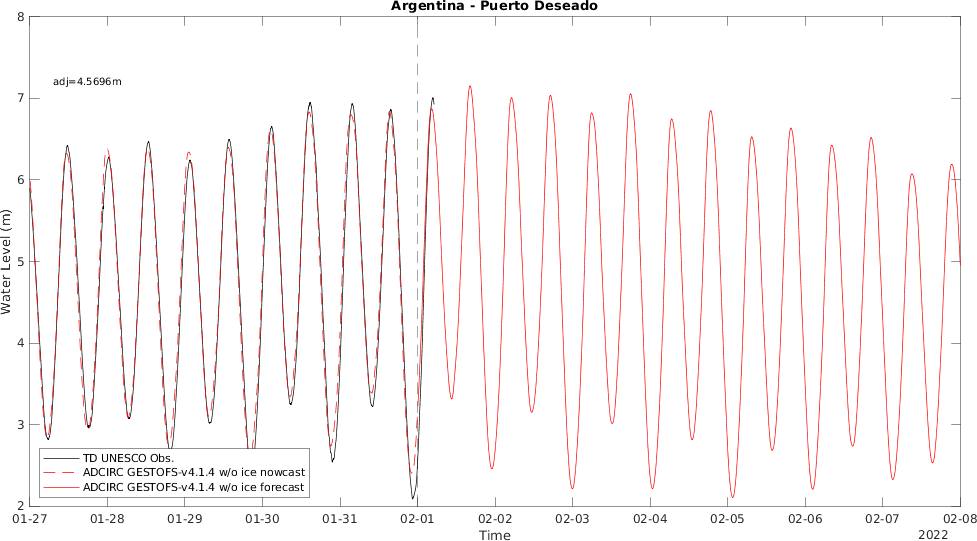 Argentina - Puerto Deseado
8
7
6
5
4
3
2
Water Level (m)
adj=4.5696m
TD UNESCO Obs.
ADCIRC GESTOFS-v4.1.4 w/o ice nowcast
ADCIRC GESTOFS-v4.1.4 w/o ice forecast
01-27 01-28 01-29 01-30 01-31 02-01 02-02 02-03 02-04 02-05 02-06 02-07 02-08
Time
2022